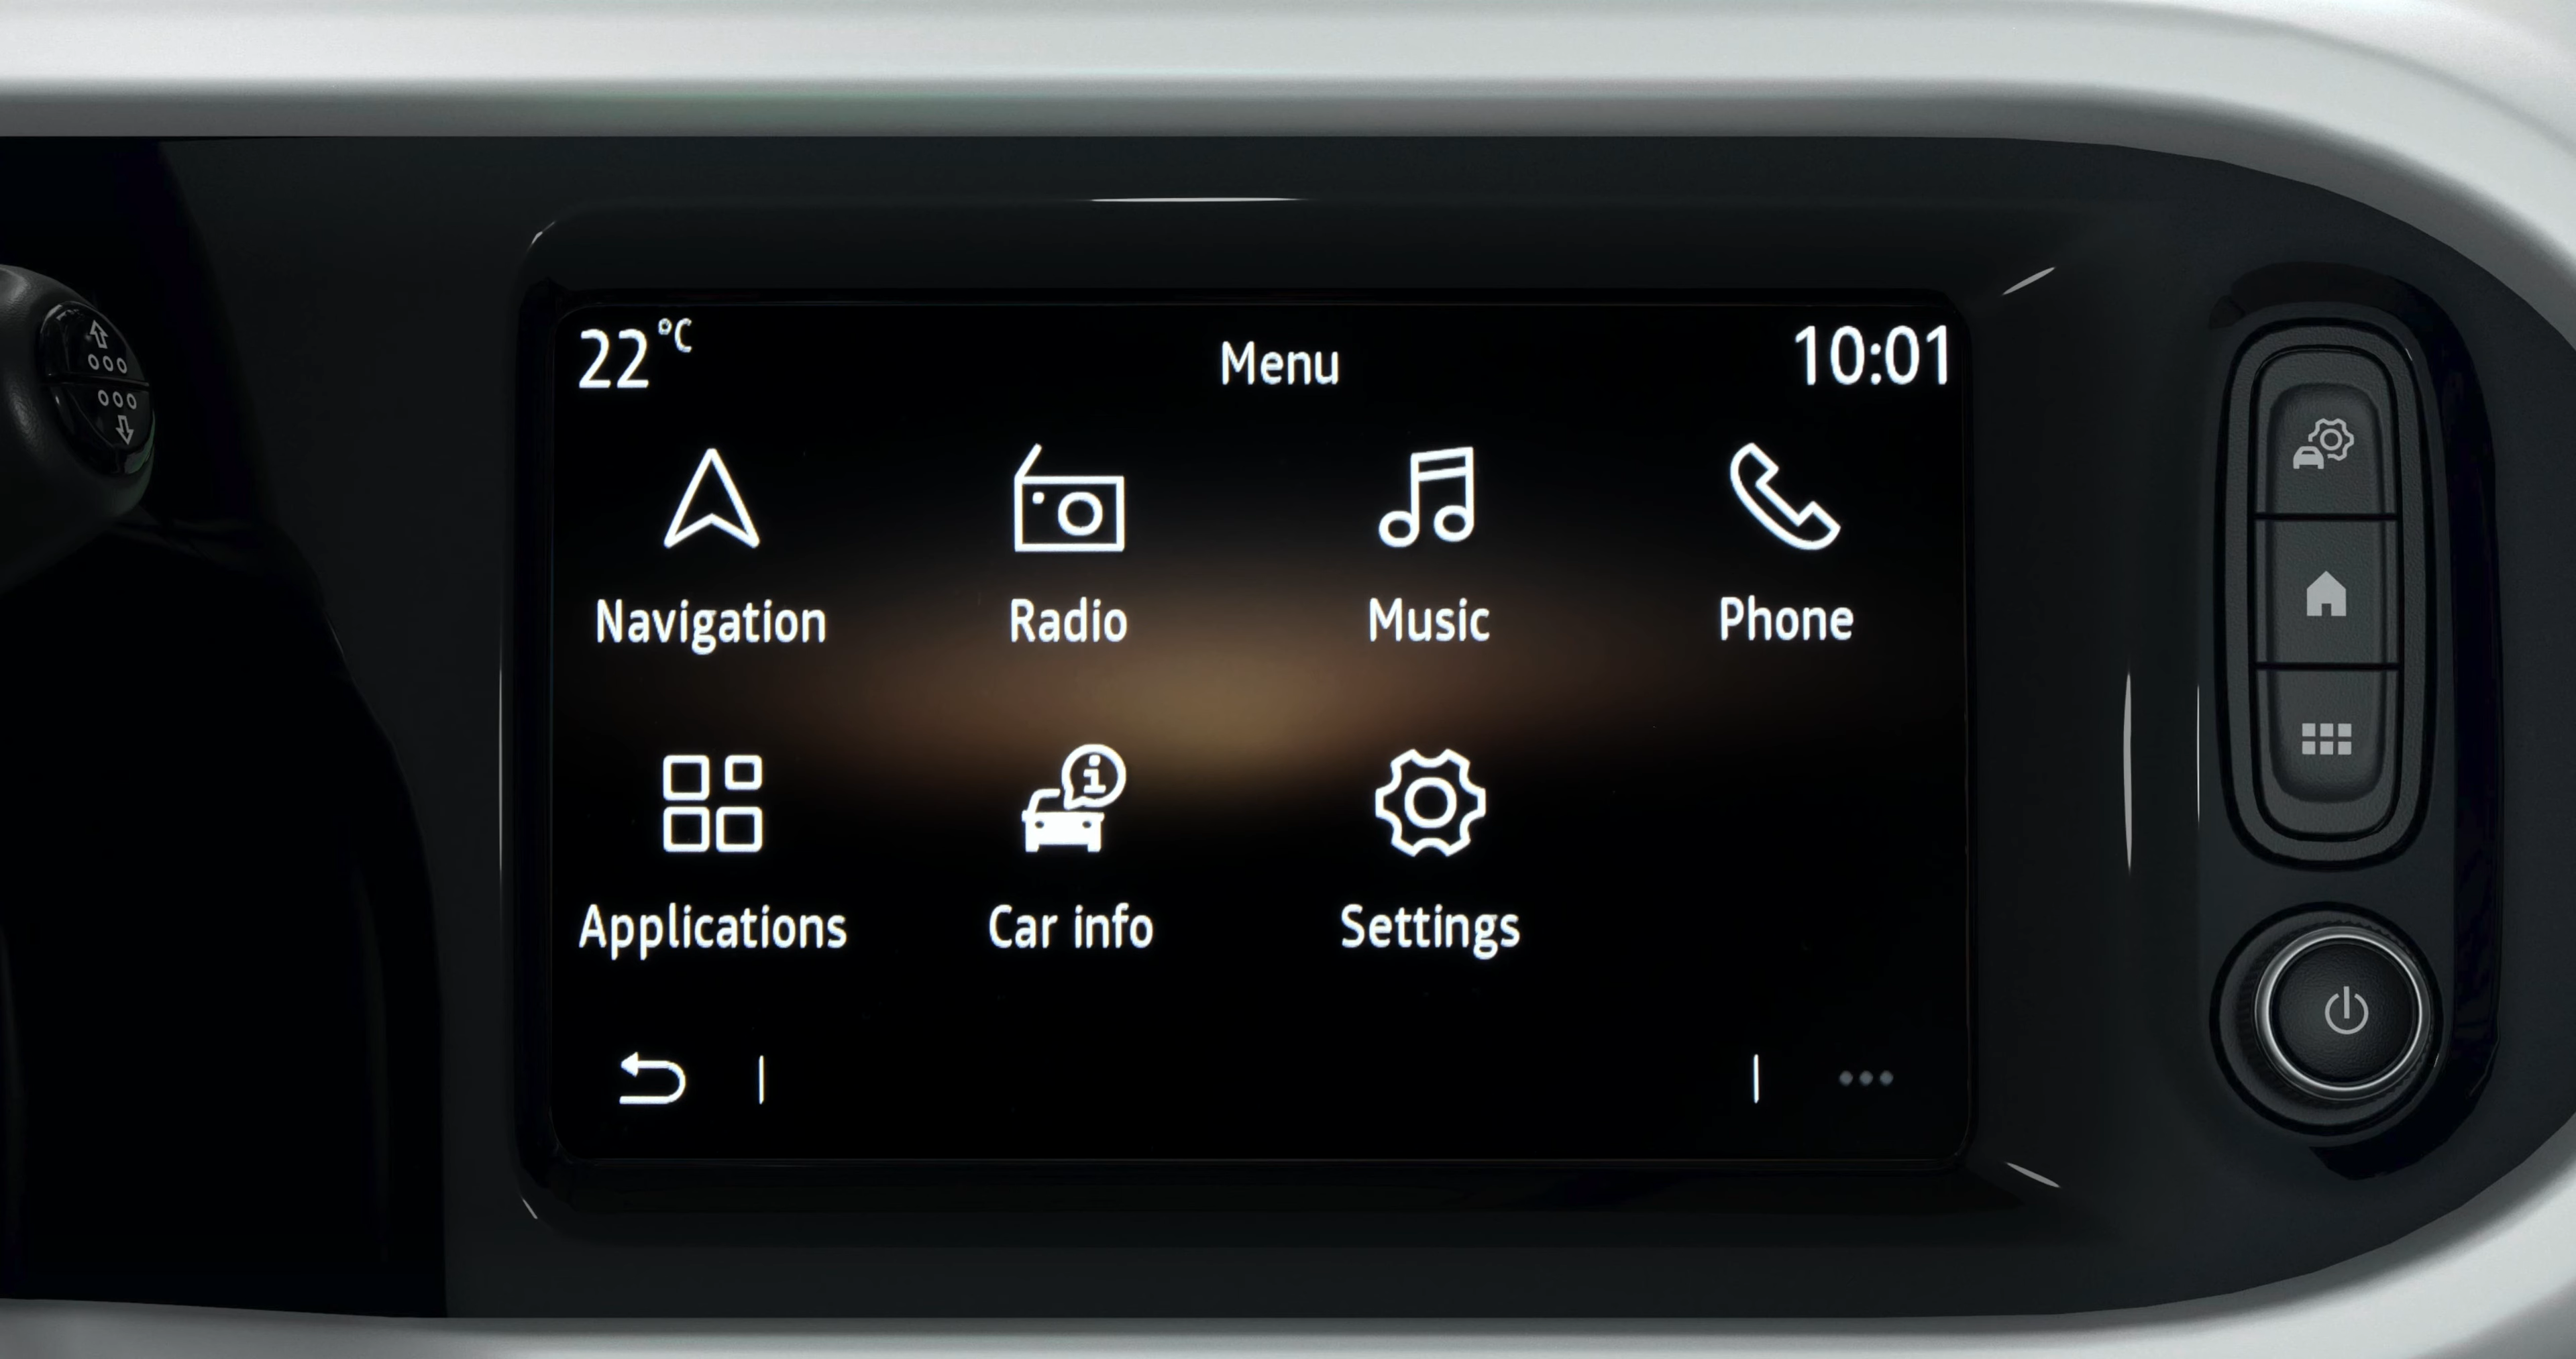 22 °C
Menu
10:01
Navigation
Radio
Music
Phone
Applications
Car info
Settings